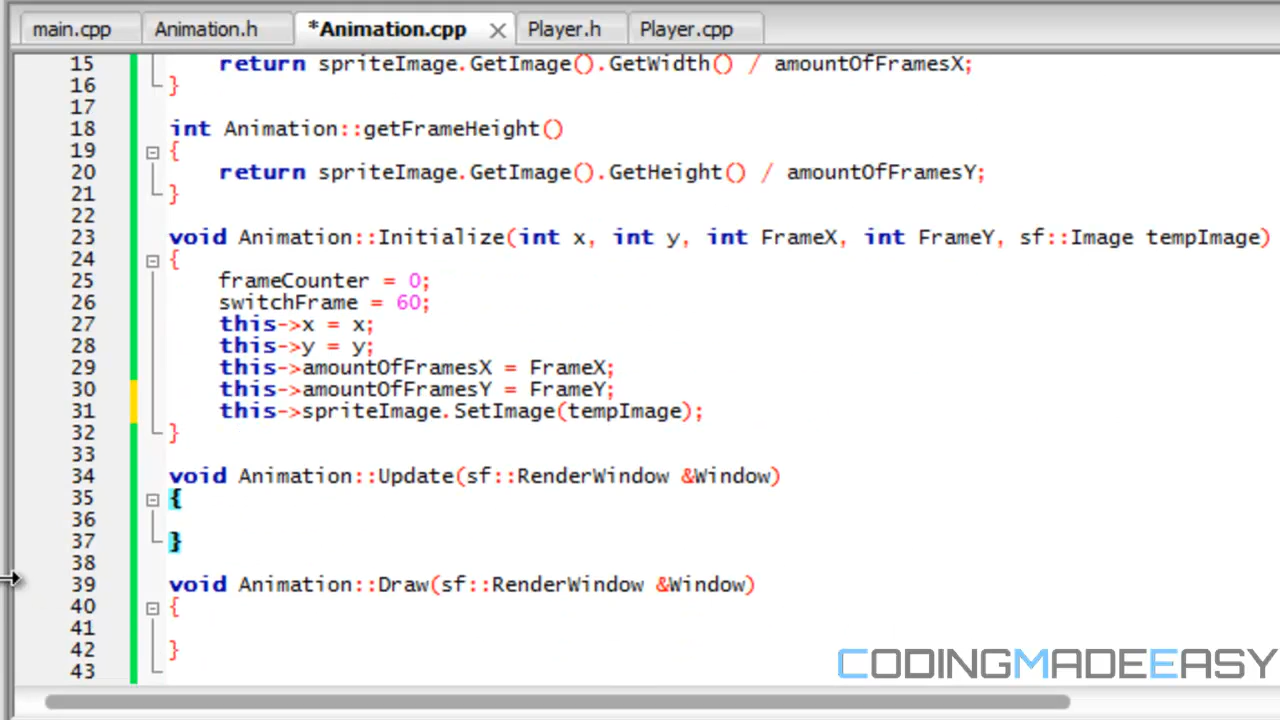 main.cpp Animation.h *Animation.cpp Player.h Player.cpp
15 return spriteImage.GetImage().GetWidth() / amountOfFramesX;
16 }
17
18 int Animation::getFrameHeight()
19 {
20 return spriteImage.GetImage().GetHeight() / amountOfFramesY;
21 }
22
23 void Animation::Initialize(int x, int y, int FrameX, int FrameY, sf::Image tempImage)
24 {
25 frameCounter = 0;
26 switchFrame = 60;
27 this->x = x;
28 this->y = y;
29 this->amountOfFramesX = FrameX;
30 this->amountOfFramesY = FrameY;
31 this->spriteImage.SetImage(tempImage);
32 }
33
34 void Animation::Update(sf::RenderWindow &Window)
35 {
36
37 }
38
39 void Animation::Draw(sf::RenderWindow &Window)
40 {
41
42 }
43
CODINGMADEEASY